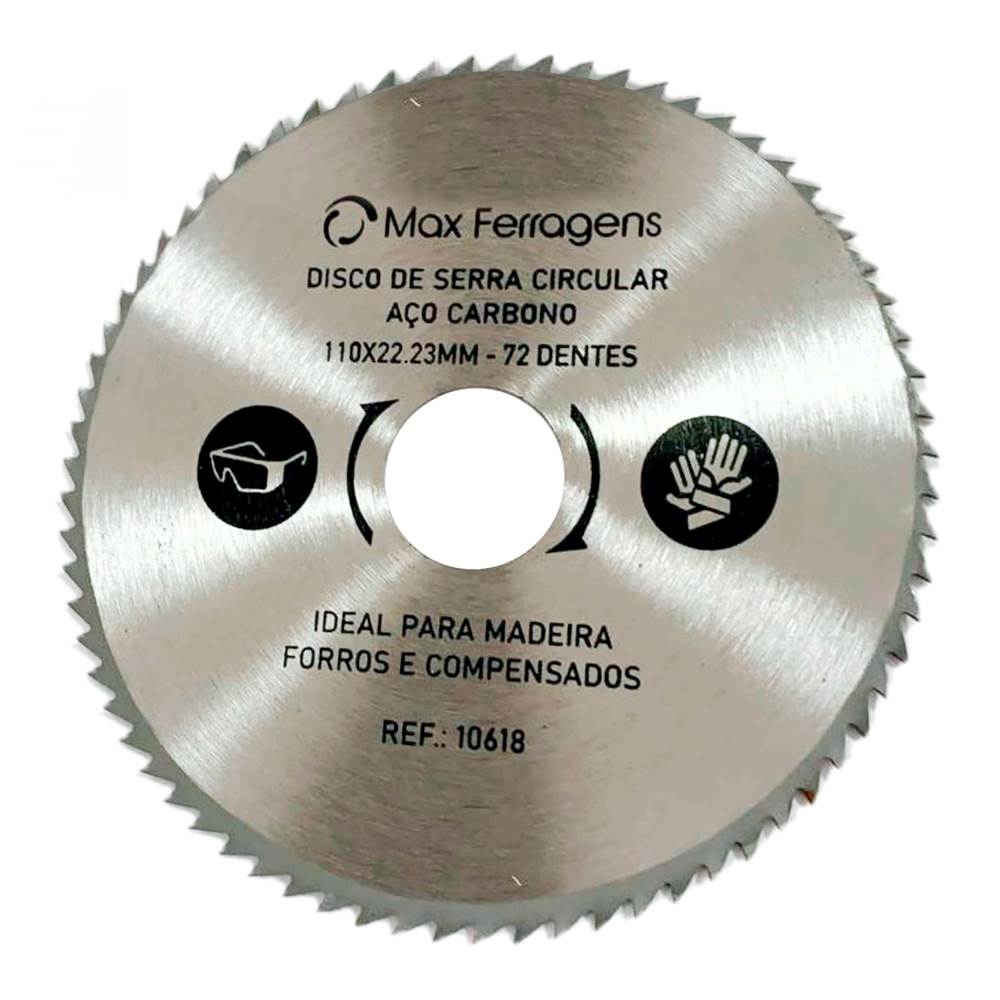 Max Ferragens
DISCO DE SERRA CIRCULAR
AÇO CARBONO
110X22.23MM - 72 DENTES
IDEAL PARA MADEIRA
FORROS E COMPENSADOS
REF.: 10618